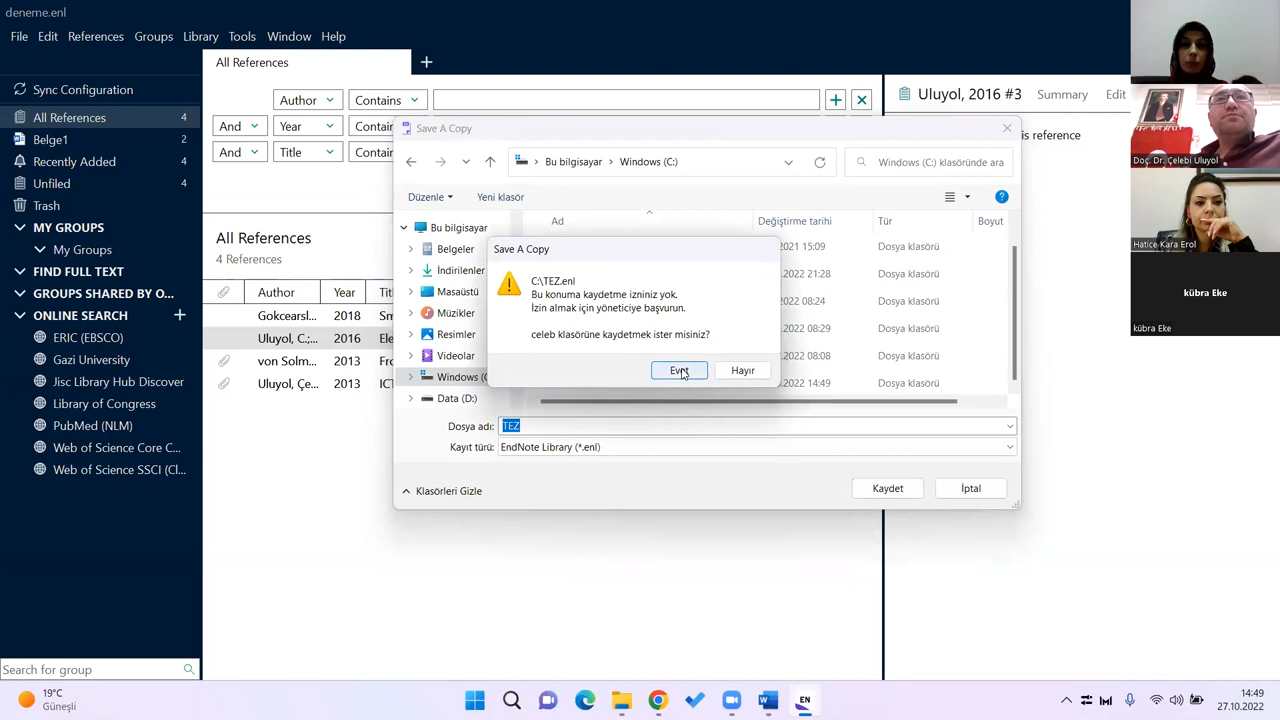 deneme.enl
File Edit References Groups Library Tools Window Help
Sync Configuration
All References 4
Belge1 2
Recently Added 4
Unfiled 4
Trash
MY GROUPS
My Groups
FIND FULL TEXT
GROUPS SHARED BY O...
ONLINE SEARCH +
ERIC (EBSCO)
Gazi University
Jisc Library Hub Discover
Library of Congress
PubMed (NLM)
Web of Science Core C...
Web of Science SSCI (Cl...
Search for group
All References
Author Contains
And Year Contain
And Title Contain
All References
4 References
Author Year Titl
Gokcearsl... 2018 Sm
Uluyol, C.;... 2016 Ele
von Solm... 2013 Fr
Uluyol, Çe... 2013 ICT
Uluyol, 2016 #3 Summary Edit
is reference
Save A Copy
Bu bilgisayar > Windows (C:)
Windows (C:) klasöründe ara
Düzenle Yeni klasör
Ad Değiştirme tarihi Tür Boyut
Bu bilgisayar
Belgeler
İndirilenler
Masaüstü
Müzikler
Resimler
Videolar
Windows (C
Data (D:)
2021 15:09 Dosya klasörü
.2022 21:28 Dosya klasörü
.2022 08:24 Dosya klasörü
.2022 08:29 Dosya klasörü
.2022 08:08 Dosya klasörü
.2022 14:49 Dosya klasörü
Save A Copy
C:\TEZ.enl
Bu konuma kaydetme izniniz yok.
İzin almak için yöneticiye başvurun.
celeb klasörüne kaydetmek ister misiniz?
Evet Hayır
Dosya adı: TEZ
Kayıt türü: EndNote Library (*.enl)
Klasörleri Gizle
Kaydet İptal
Doç. Dr. Çelebi Uluyol
Hatice Kara Erol
kübra Eke
kübra Eke
19°C
Güneşli
EN
14:49
27.10.2022